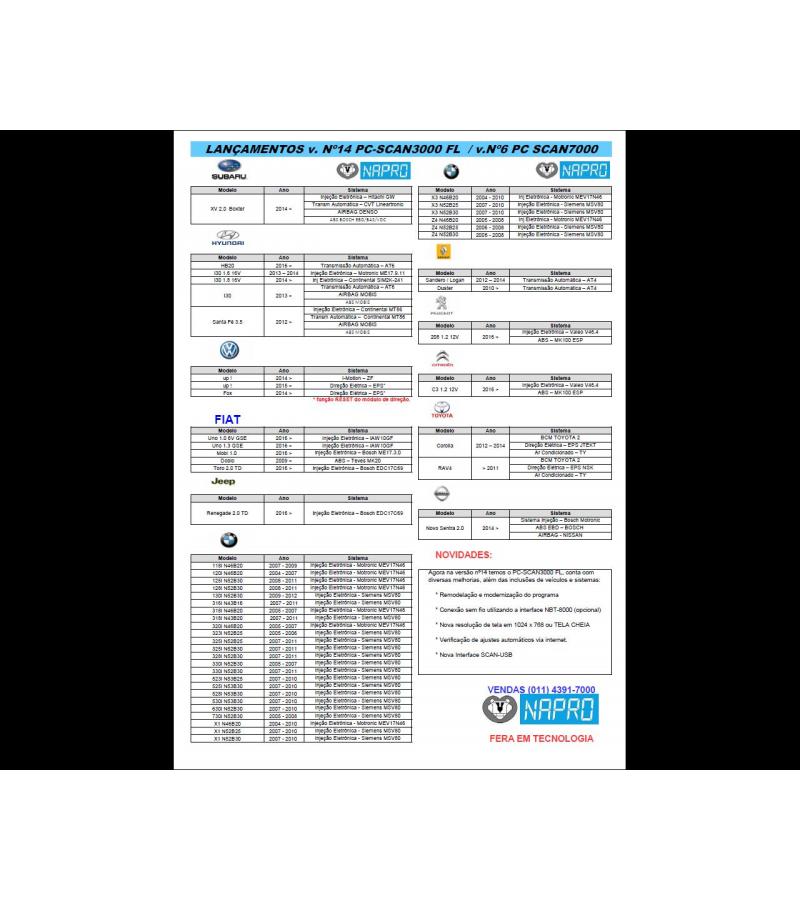 LANÇAMENTOS v. Nº14 PC-SCAN3000 FL / v.Nº6 PC SCAN7000
SUBARU
NAPRO
Modelo Ano Sistema
XV 2.0 Boxter 2014 > Injeção Eletrônica – Hitachi GW
Transm Automática – CVT Lineartronic
AIRBAG DENSO
ABS BOSCH EBD/BAS/VDC
HYUNDAI
Modelo Ano Sistema
HB20 2015 > Transmissão Automática – AT6
I30 1.6 16V 2013 – 2014 Injeção Eletrônica – Motronic ME17.9.11
I30 1.6 16V 2014 > Inj Eletrônica – Continental SIM2K-241
I30 2013 > Transmissão Automática – AT6
AIRBAG MOBIS
ABS MOBIS
Santa Fé 3.5 2012 > Injeção Eletrônica – Continental
Transm Automática – Continental
AIRBAG MOBIS
ABS MOBIS
Modelo Ano Sistema
up ! 2014 > I-Motion – ZF
up ! 2015 > Direção Elétrica – EPS*
Fox 2014 > Direção Elétrica – EPS*
* função RESET do módulo de direção.
FIAT
Modelo Ano Sistema
Uno 1.0 6V GSE 2016 > Injeção Eletrônica – IAW10GF
Uno 1.3 GSE 2016 > Injeção Eletrônica – IAW10GF
Mobi 1.0 2016 > Injeção Eletrônica – Bosch ME17.3.0
Doblo 2009 > ABS – Teves MK20
Toro 2.0 TD 2016 > Injeção Eletrônica – Bosch EDC17C69
Jeep
Modelo Ano Sistema
Renegade 2.0 TD 2016 > Injeção Eletrônica – Bosch EDC17C69
Modelo Ano Sistema
118I N46B20 2007 - 2009 Injeção Eletrônica - Motronic MEV17N46
120I N46B20 2004 - 2007 Injeção Eletrônica - Motronic MEV17N46
125I N52B30 2008 - 2011 Injeção Eletrônica - Siemens MSV80
128I N52B30 2008 - 2011 Injeção Eletrônica - Siemens MSV80
130I N52B30 2009 - 2012 Injeção Eletrônica - Siemens MSV80
316I N43B16 2007 - 2011 Injeção Eletrônica - Siemens MSV80
318I N46B20 2005 - 2007 Injeção Eletrônica - Motronic MEV17N46
318I N43B20 2007 - 2011 Injeção Eletrônica - Siemens MSV80
320I N46B20 2005 - 2007 Injeção Eletrônica - Motronic MEV17N46
323I N52B25 2005 - 2006 Injeção Eletrônica - Siemens MSV80
325I N52B25 2007 - 2011 Injeção Eletrônica - Siemens MSV80
325I N53B30 2007 - 2011 Injeção Eletrônica - Siemens MSV80
328I N52B30 2007 - 2011 Injeção Eletrônica - Siemens MSV80
330I N52B30 2005 - 2007 Injeção Eletrônica - Siemens MSV80
330I N53B30 2007 - 2011 Injeção Eletrônica - Siemens MSV80
523I N53B25 2007 - 2010 Injeção Eletrônica - Siemens MSV80
525I N53B30 2007 - 2010 Injeção Eletrônica - Siemens MSV80
528I N52B30 2007 - 2010 Injeção Eletrônica - Siemens MSV80
530I N53B30 2007 - 2010 Injeção Eletrônica - Siemens MSV80
630I N52B30 2007 - 2010 Injeção Eletrônica - Siemens MSV80
730I N52B30 2005 - 2008 Injeção Eletrônica - Siemens MSV80
X1 N46B20 2004 - 2010 Injeção Eletrônica - Motronic MEV17N46
X1 N52B25 2007 - 2010 Injeção Eletrônica - Siemens MSV80
X1 N52B30 2007 - 2010 Injeção Eletrônica - Siemens MSV80
NAPRO
Modelo Ano Sistema
X3 N46B20 2004 - 2010 Inj Eletrônica - Motronic MEV17N46
X3 N52B25 2007 - 2010 Injeção Eletrônica - Siemens MSV80
X3 N52B30 2007 - 2010 Injeção Eletrônica - Siemens MSV80
Z4 N46B20 2005 - 2008 Inj Eletrônica - Motronic MEV17N46
Z4 N52B25 2006 - 2008 Injeção Eletrônica - Siemens MSV80
Z4 N52B30 2006 - 2008 Injeção Eletrônica - Siemens MSV80
Modelo Ano Sistema
Sandero / Logan 2012 – 2014 Transmissão Automática – AT4
Duster 2010 > Transmissão Automática – AT4
PEUGEOT
Modelo Ano Sistema
208 1.2 12V 2015 > Injeção Eletrônica – Valeo V46.4
ABS – MK100 ESP
CITROËN
Modelo Ano Sistema
C3 1.2 12V 2015 > Injeção Eletrônica – Valeo V46.4
ABS – MK100 ESP
TOYOTA
Modelo Ano Sistema
Corolla 2012 – 2014 BCM TOYOTA 2
Direção Elétrica – EPS JTEKT
Ar Condicionado – TY
RAV4 > 2011 BCM TOYOTA 2
Direção Elétrica – EPS NSK
Ar Condicionado – TY
Modelo Ano Sistema
Novo Sentra 2.0 2014 > Sistema Injeção – Bosch Motronic
ABS EBD – BOSCH
AIRBAG - NISSAN
NOVIDADES:
Agora na versão nº14 temos o PC-SCAN3000 FL, conta com
diversas melhorias, além das inclusões de veículos e sistemas:
* Remodelação e modernização do programa
* Conexão sem fio utilizando a interface NBT-6000 (opcional)
* Nova resolução de tela em 1024 x 768 ou TELA CHEIA
* Verificação de ajustes automáticos via internet.
* Nova Interface SCAN-USB
VENDAS (011) 4391-7000
NAPRO
FERA EM TECNOLOGIA